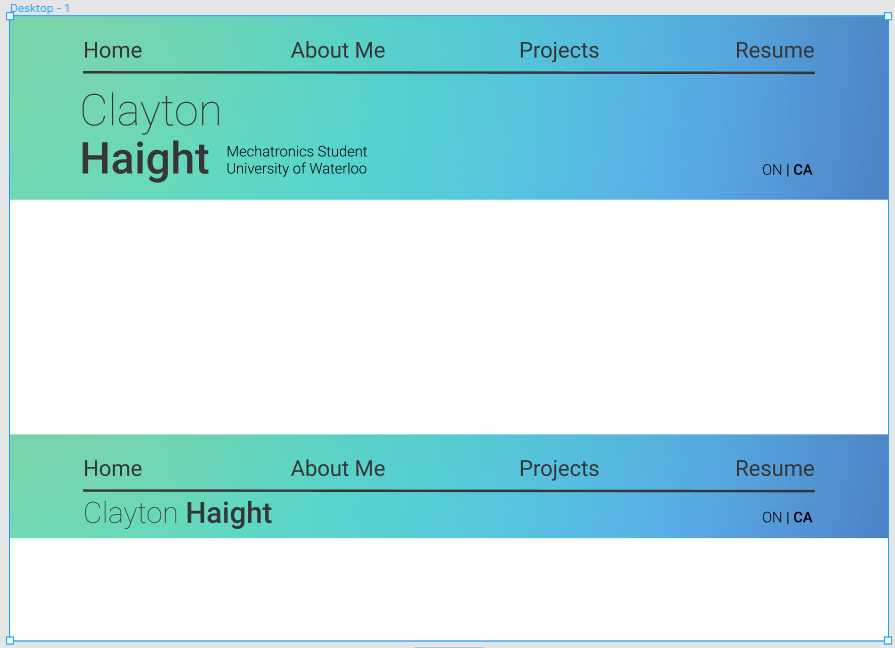 Desktop - 1
Home About Me Projects Resume
Clayton
Haight
Mechatronics Student
University of Waterloo
ON | CA
Home About Me Projects Resume
Clayton Haight
ON | CA